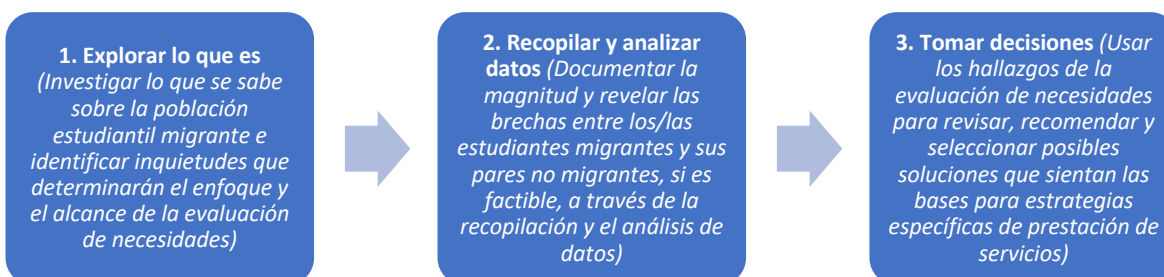 1. Explorar lo que es
(Investigar lo que se sabe
sobre la población
estudiantil migrante e
identificar inquietudes que
determinarán el enfoque y
el alcance de la evaluación
de necesidades)
2. Recopilar y analizar
datos (Documentar la
magnitud y revelar las
brechas entre los/las
estudiantes migrantes y sus
pares no migrantes, si es
factible, a través de la
recopilación y el análisis de
datos)
3. Tomar decisiones (Usar
los hallazgos de la
evaluación de necesidades
para revisar, recomendar y
seleccionar posibles
soluciones que sientan las
bases para estrategias
específicas de prestación de
servicios)